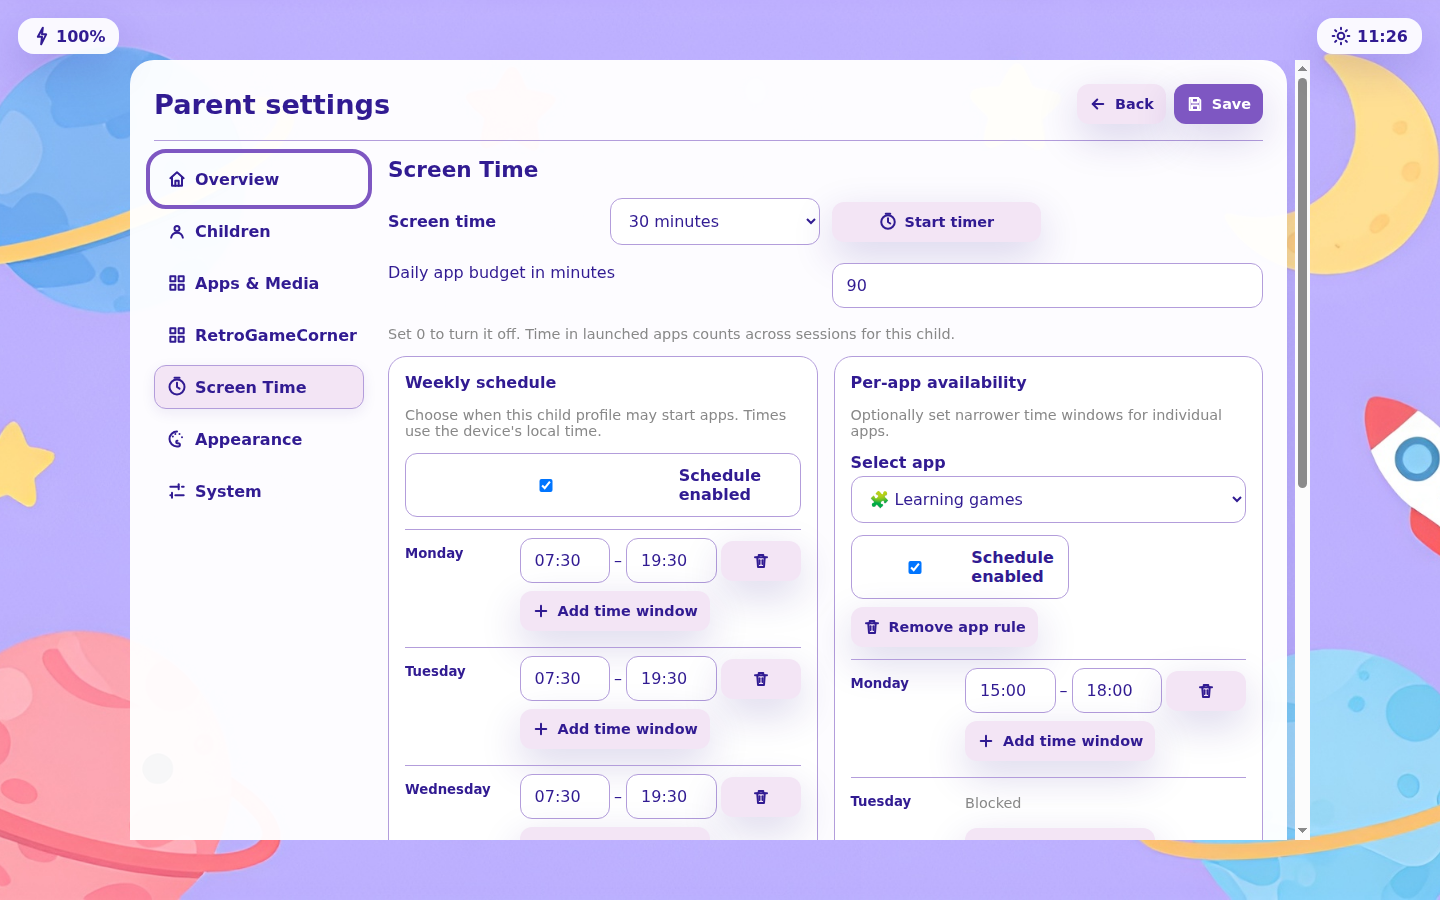 100%
11:26
Parent settings
Back
Save
Overview
Children
Apps & Media
RetroGameCorner
Screen Time
Appearance
System
Screen Time
Screen time
30 minutes
Start timer
Daily app budget in minutes
90
Set 0 to turn it off. Time in launched apps counts across sessions for this child.
Weekly schedule
Choose when this child profile may start apps. Times
use the device's local time.
Schedule
enabled
Monday
07:30 – 19:30
Add time window
Tuesday
07:30 – 19:30
Add time window
Wednesday
07:30 – 19:30
Per-app availability
Optionally set narrower time windows for individual
apps.
Select app
🧩 Learning games
Schedule
enabled
Remove app rule
Monday
15:00 – 18:00
Add time window
Tuesday
Blocked